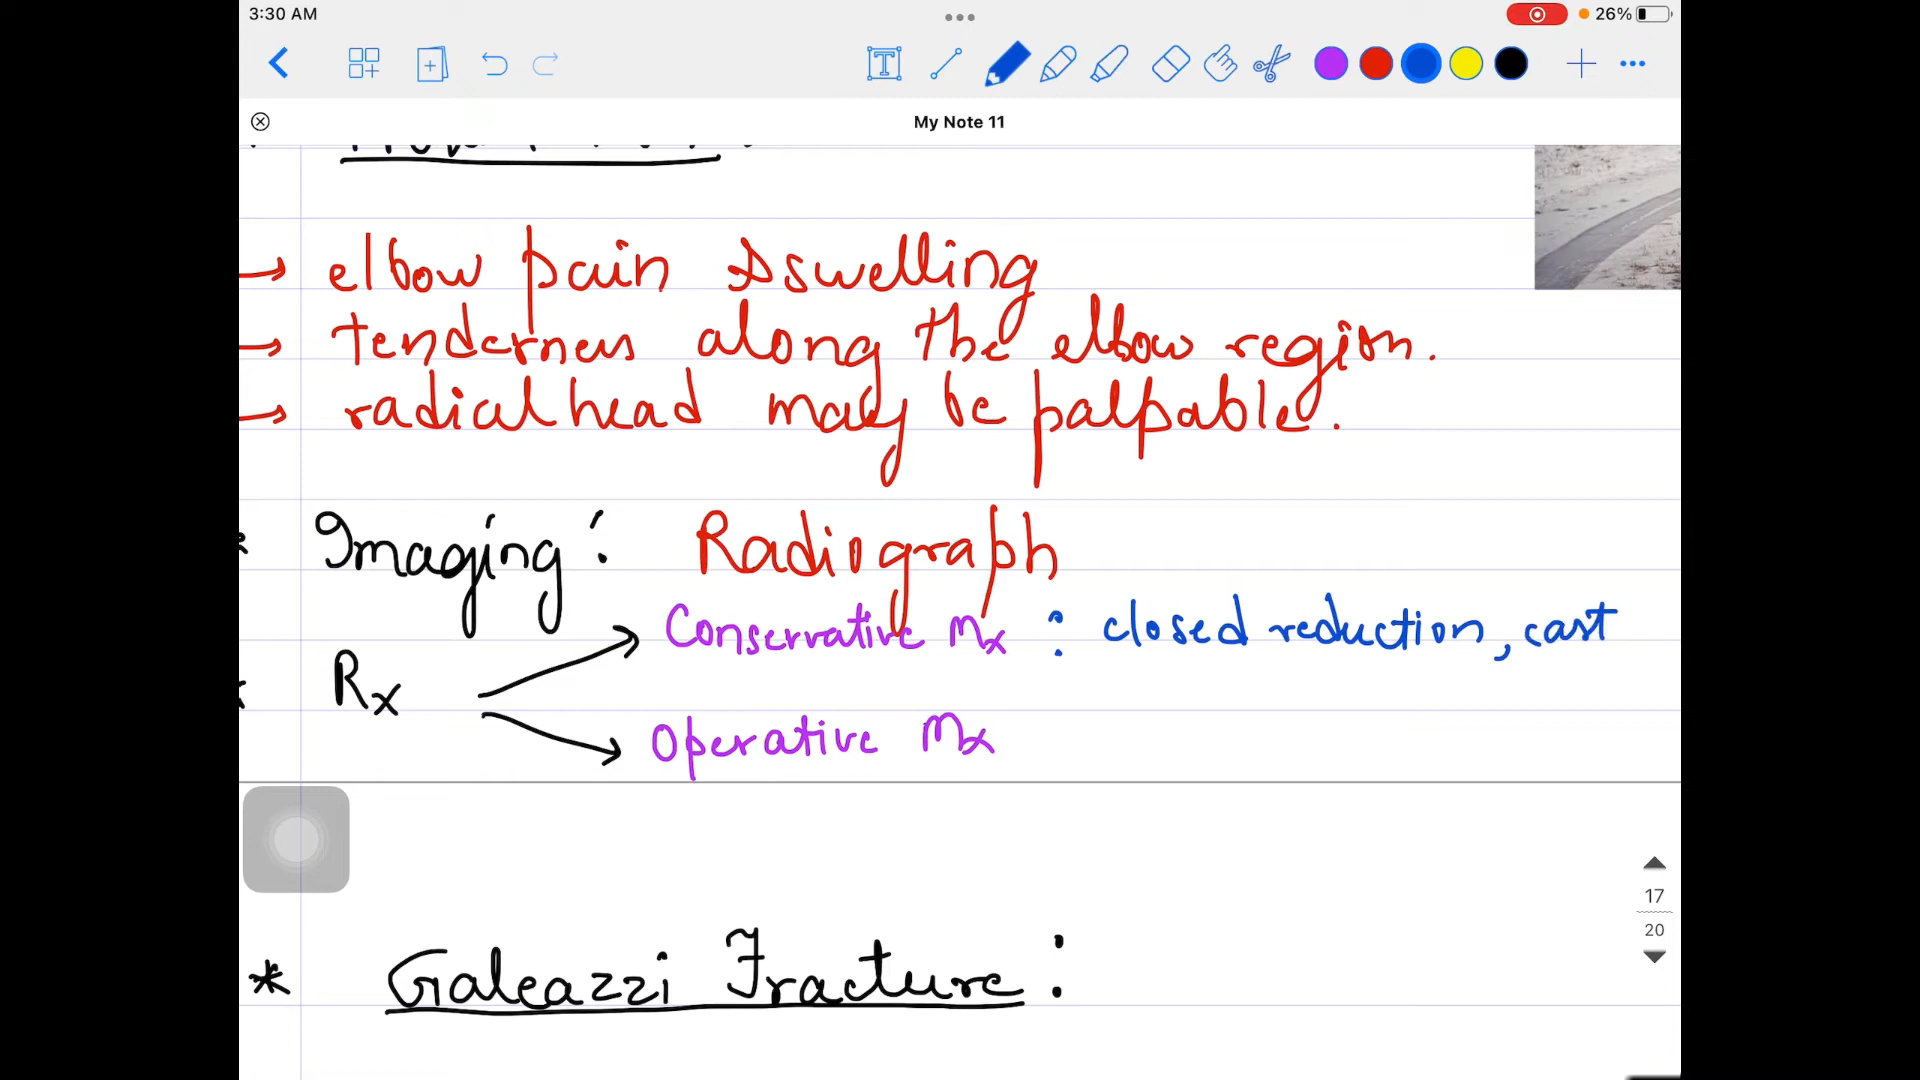 3:30 AM
26%
T
My Note 11
→ elbow pain & swelling
→ tenderness along the elbow region.
→ radial head may be palpable.
Imaging : Radiograph
Conservative Mx : closed reduction, cast
Rx
Operative Mx
17
20
* Galeazzi Fracture :